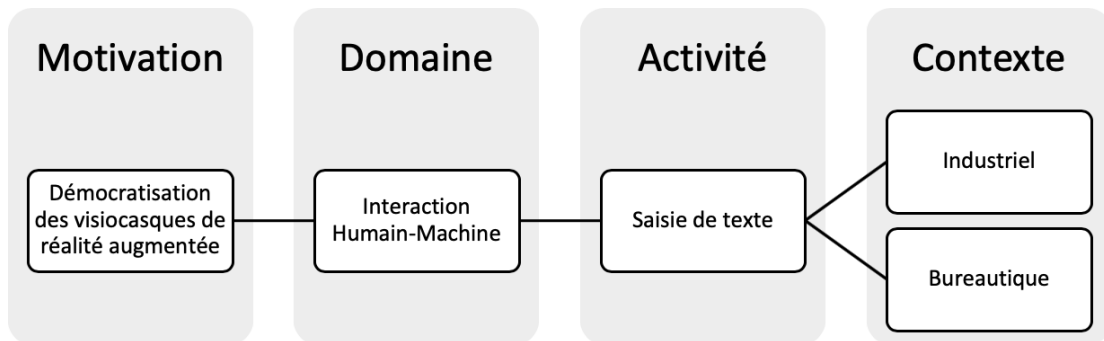 Motivation
Domaine
Activité
Contexte
Démocratisation
des visiocasques de
réalité augmentée
Interaction
Humain-Machine
Saisie de texte
Industriel
Bureautique